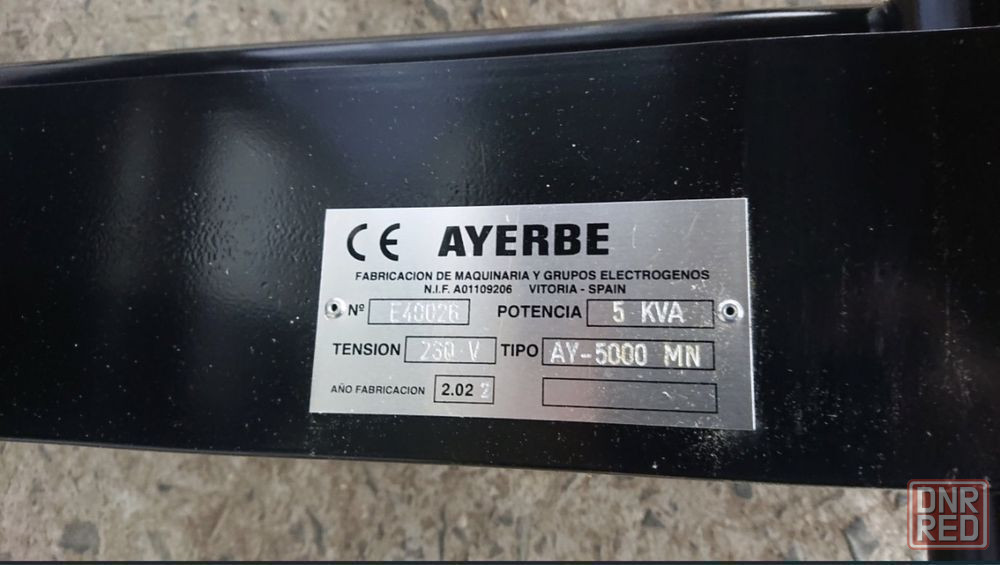 CE AYERBE
FABRICACION DE MAQUINARIA Y GRUPOS ELECTROGENOS
N.I.F. A01109206 VITORIA - SPAIN
Nº E40026 POTENCIA 5 KVA
TENSION 230 V TIPO AY-5000 MN
AÑO FABRICACION 2.022
DNR
RED